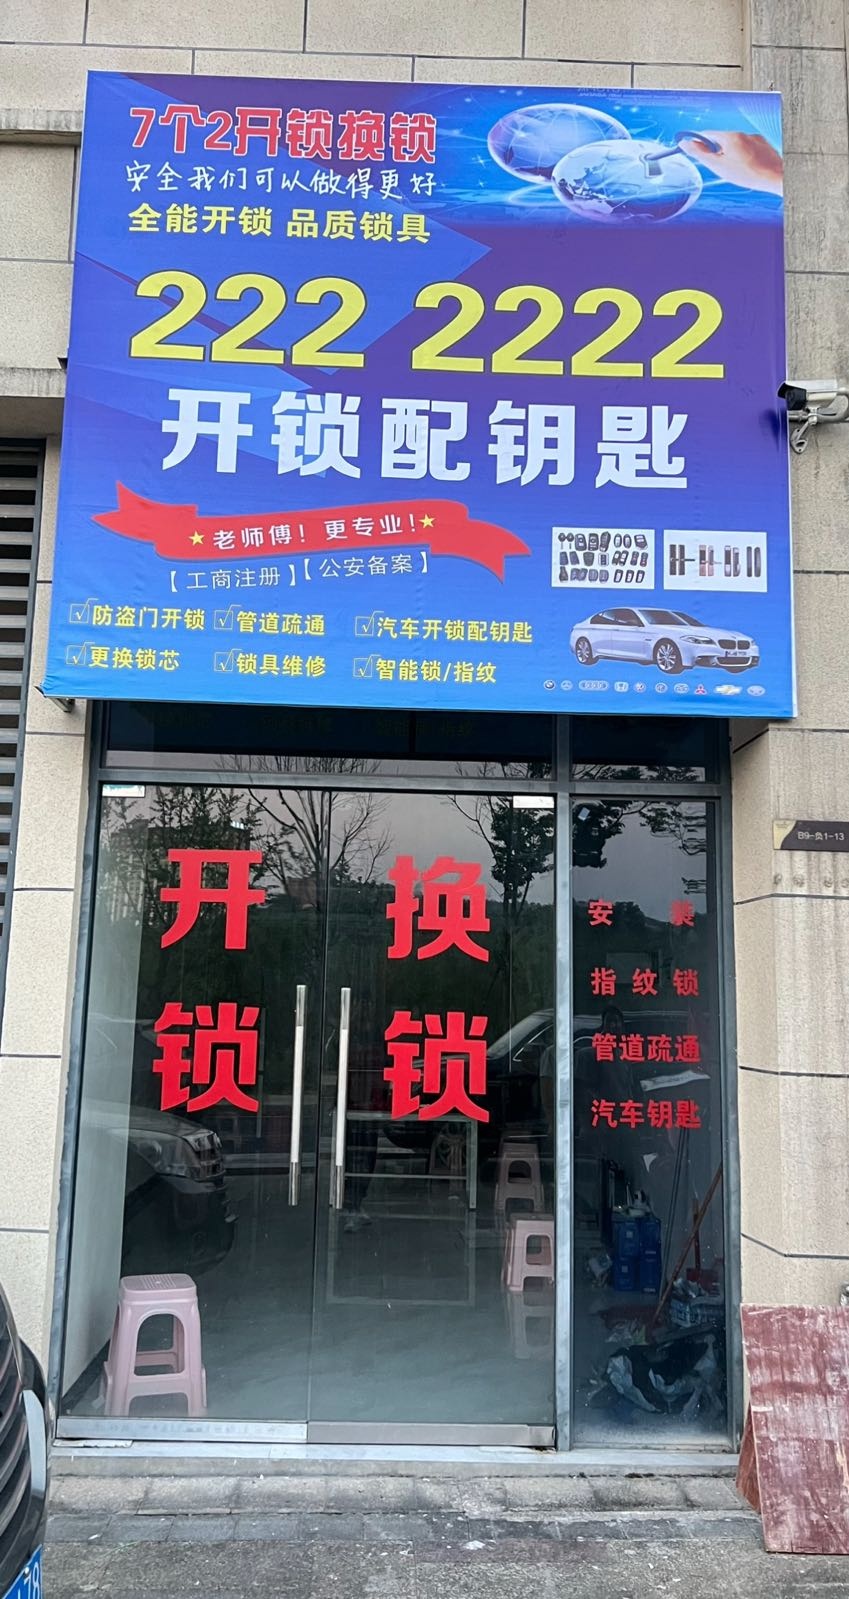 7个2开锁换锁
安全我们可以做得更好
全能开锁 品质锁具
222 2222
开锁配钥匙
老师傅！更专业！
【工商注册】【公安备案】
防盗门开锁 管道疏通 汽车开锁配钥匙
更换锁芯 锁具维修 智能锁/指纹
开锁
换锁
安装
指纹锁
管道疏通
汽车钥匙
B9-负1-13